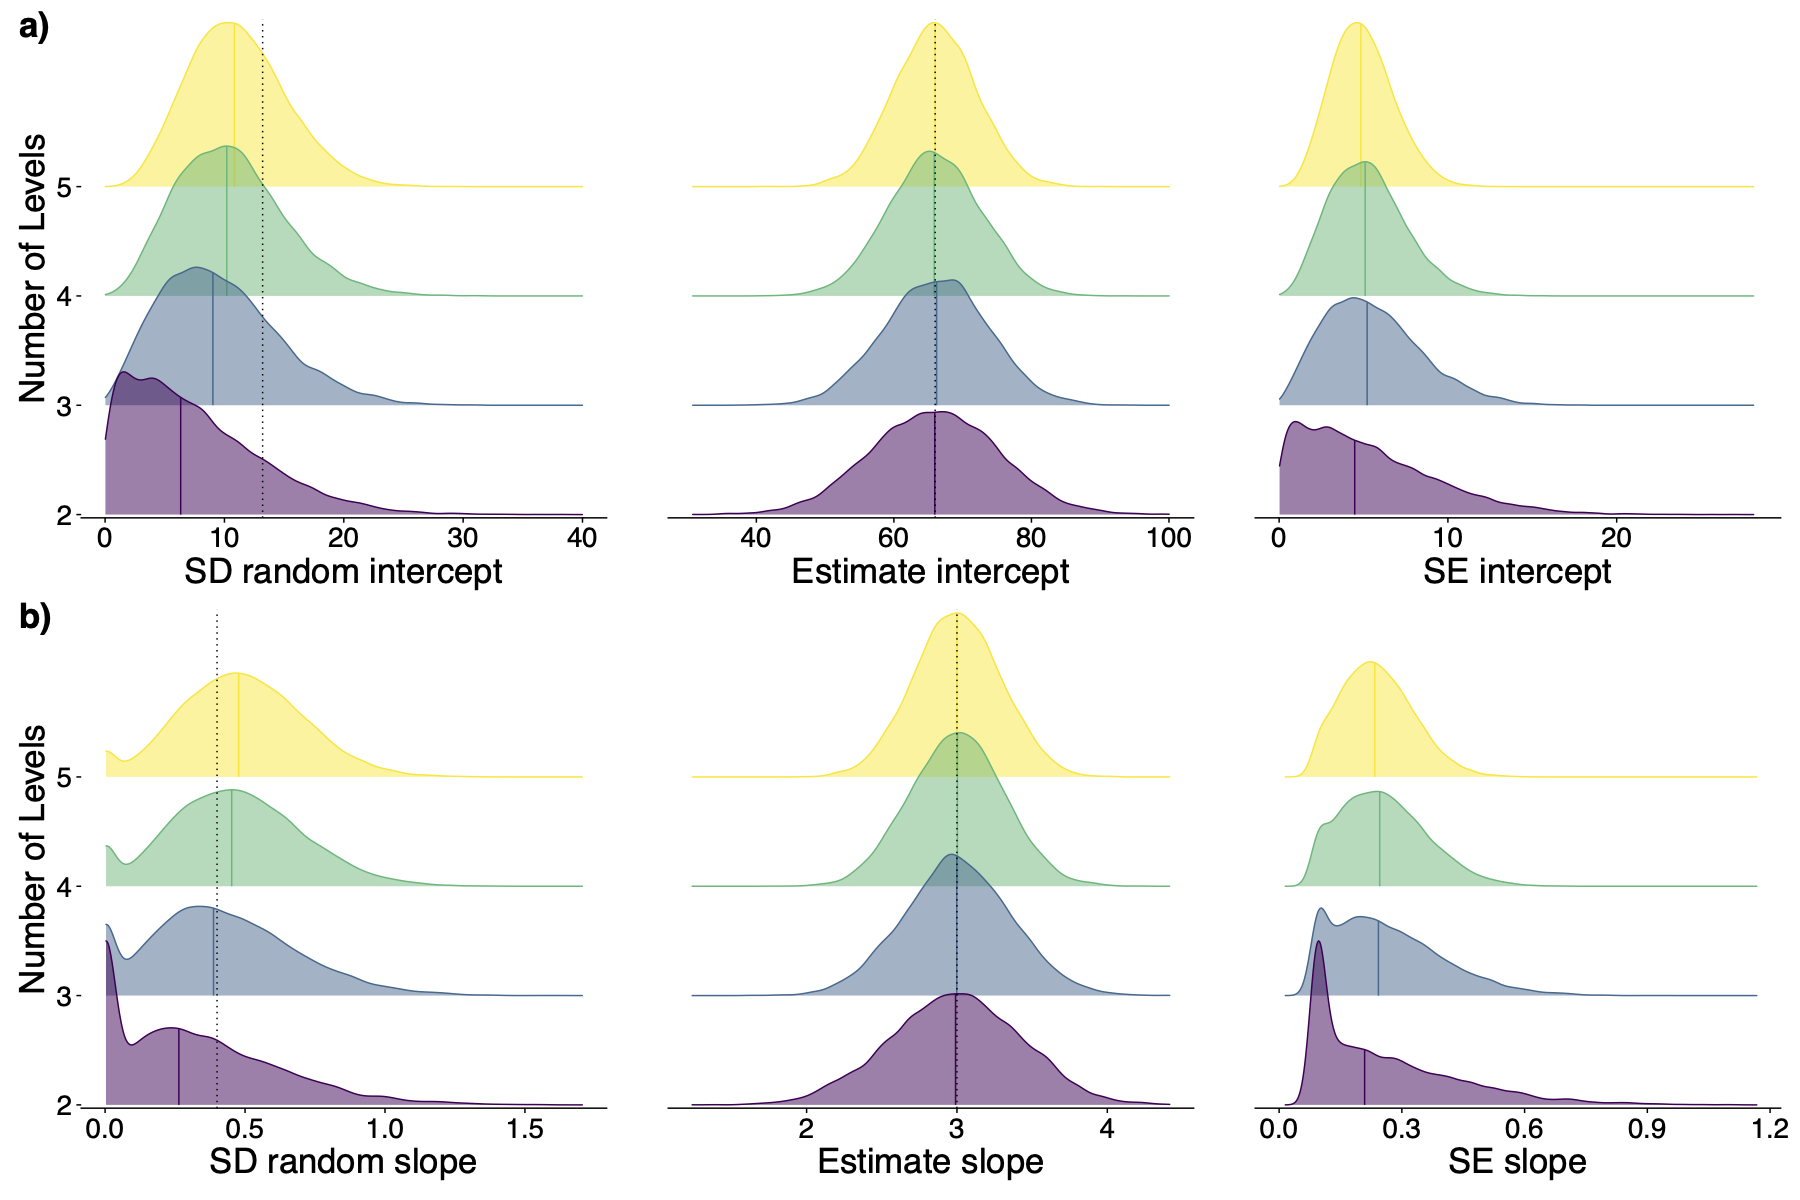 a)
Number of Levels
5
4
3
2
0 10 20 30 40
40 60 80 100
0 10 20
SD random intercept
Estimate intercept
SE intercept
b)
Number of Levels
5
4
3
2
0.0 0.5 1.0 1.5
2 3 4
0.0 0.3 0.6 0.9 1.2
SD random slope
Estimate slope
SE slope